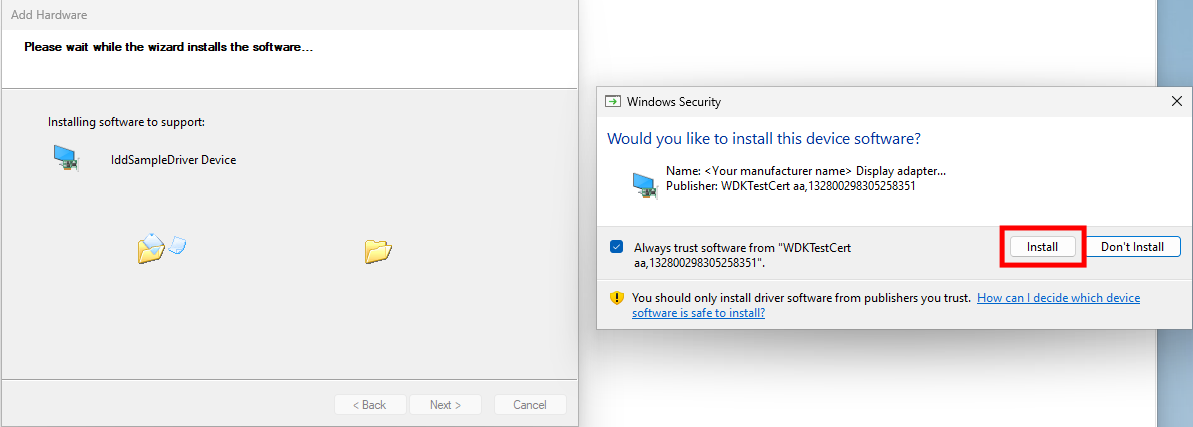 Add Hardware
Please wait while the wizard installs the software...
Installing software to support:
IddSampleDriver Device
< Back
Next >
Cancel
Windows Security
Would you like to install this device software?
Name: <Your manufacturer name> Display adapter...
Publisher: WDKTestCert aa,132800298305258351
Always trust software from "WDKTestCert
aa,132800298305258351".
Install
Don't Install
You should only install driver software from publishers you trust. How can I decide which device
software is safe to install?